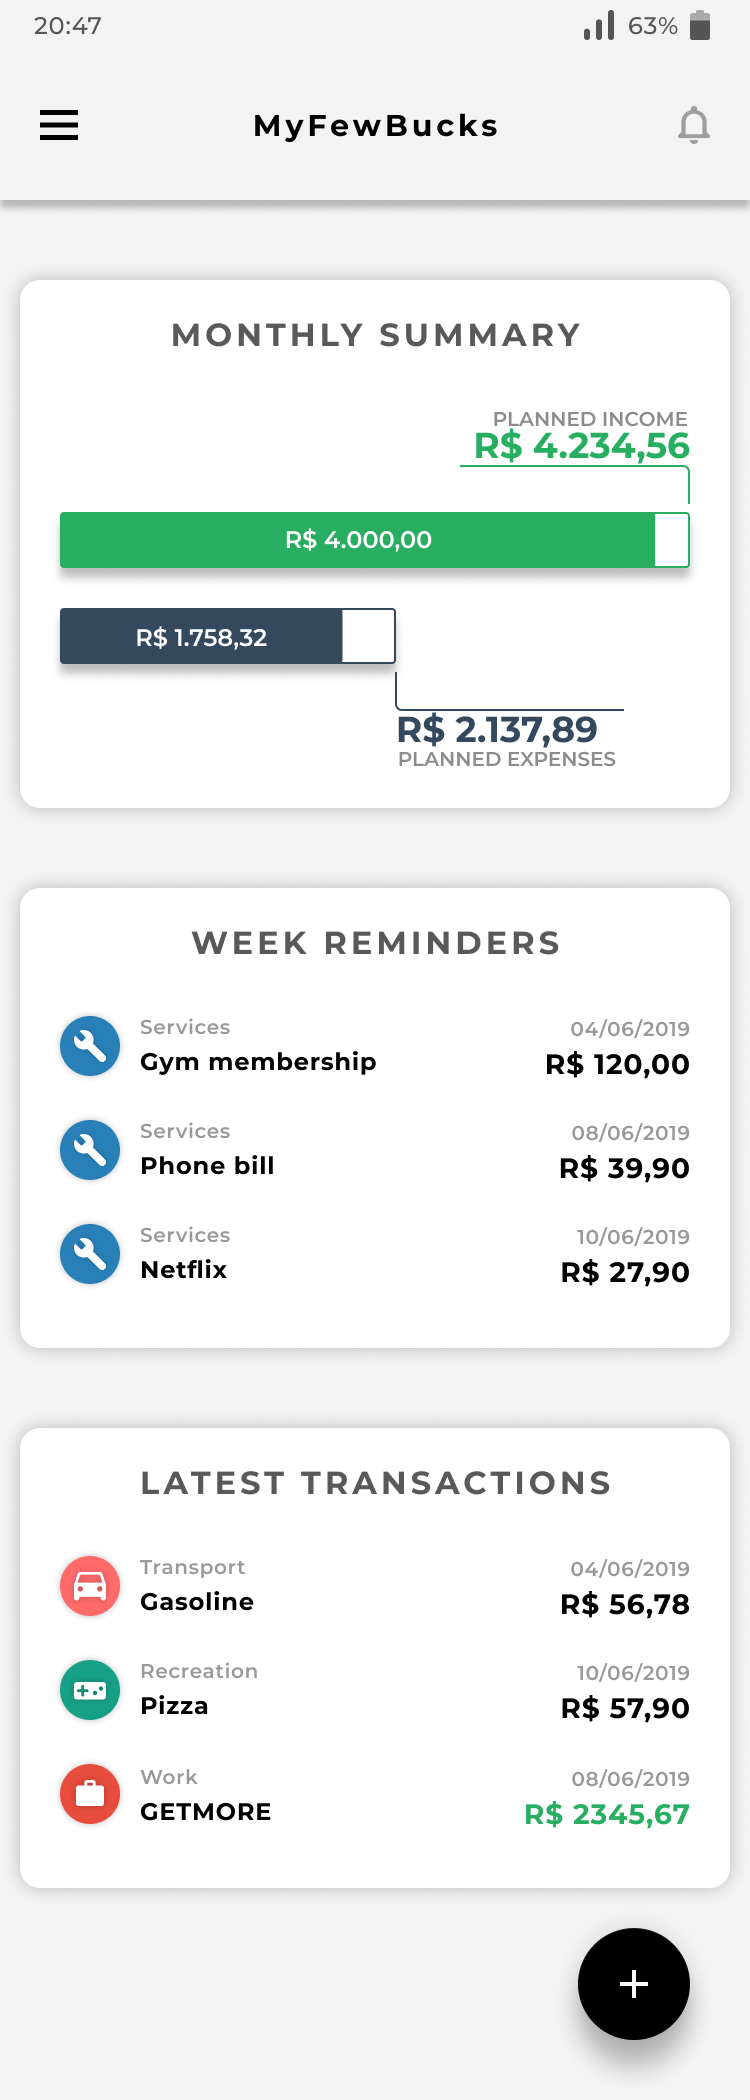 20:47 63%
MyFewBucks
MONTHLY SUMMARY
PLANNED INCOME
R$ 4.234,56
R$ 4.000,00
R$ 1.758,32
R$ 2.137,89
PLANNED EXPENSES
WEEK REMINDERS
Services 04/06/2019
Gym membership R$ 120,00
Services 08/06/2019
Phone bill R$ 39,90
Services 10/06/2019
Netflix R$ 27,90
LATEST TRANSACTIONS
Transport 04/06/2019
Gasoline R$ 56,78
Recreation 10/06/2019
Pizza R$ 57,90
Work 08/06/2019
GETMORE R$ 2345,67
+